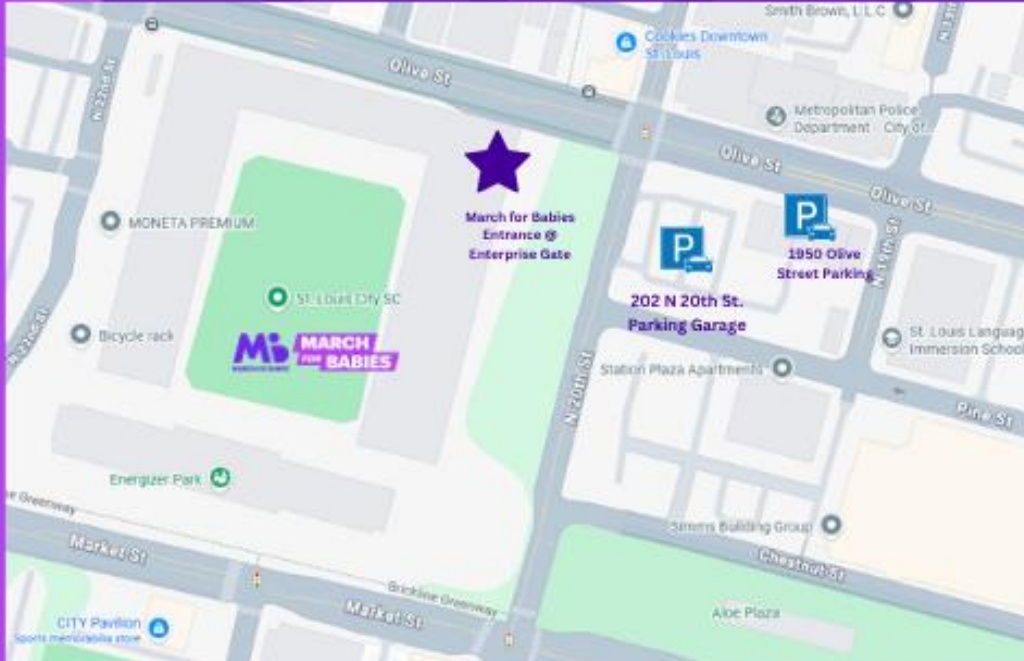 Smith Brown, L.L.C
Cookies Downtown
St. Louis
Olive St
N 22nd St
Metropolitan Police
Department - City of...
Olive St
Olive St
MONETA PREMIUM
March for Babies
Entrance @
Enterprise Gate
P
P
1950 Olive
Street Parking
N 19th St
202 N 20th St.
Parking Garage
St. Louis City SC
Bicycle rack
N 22nd St
MARCH
FOR BABIES
St. Louis Language
Immersion School
Station Plaza Apartments
N 20th St
Pine St
Energizer Park
Greenway
Simms Building Group
Market St
Chestnut St
Brickline Greenway
Market St
Aloe Plaza
CITY Pavilion
Sports memorabilia store